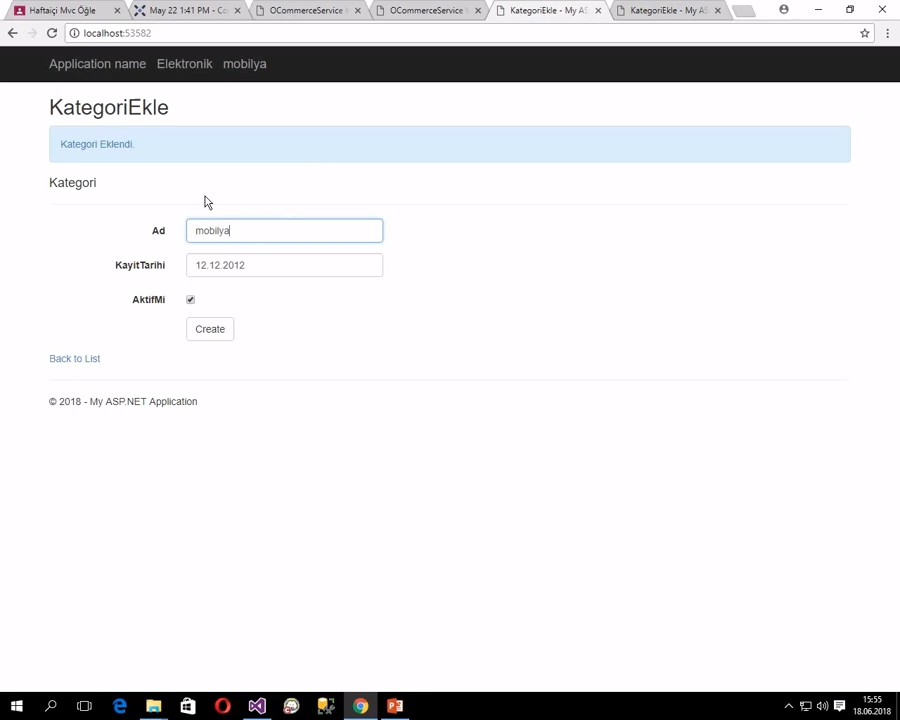 Haftaiçi Mvc Öğle
May 22 1:41 PM - Co
OCommerceService
OCommerceService
KategoriEkle - My AS
KategoriEkle - My AS
localhost:53582
Application name Elektronik mobilya
KategoriEkle
Kategori Eklendi.
Kategori
Ad mobilya
KayitTarihi 12.12.2012
AktifMi
Create
Back to List
© 2018 - My ASP.NET Application
15:55
18.06.2018